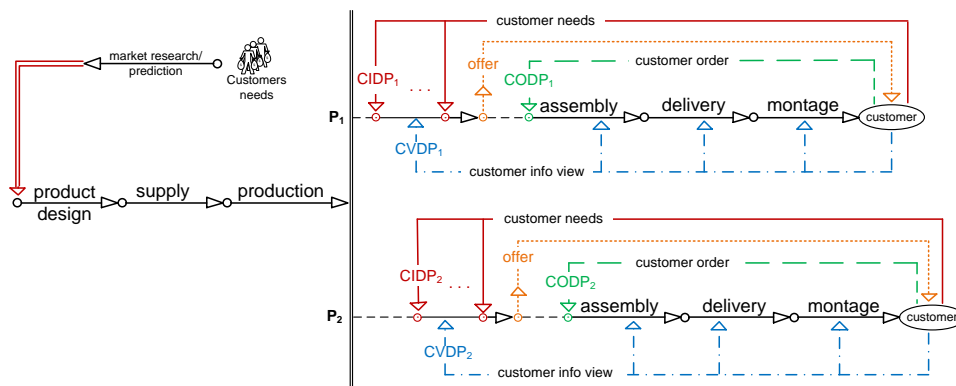 market research/
prediction
Customers
needs
product
design
supply
production
customer needs
offer
customer order
CIDP1
. . .
CODP1
assembly
delivery
montage
P1
customer
CVDP1
customer info view
customer needs
offer
customer order
CIDP2
. . .
CODP2
assembly
delivery
montage
P2
customer
CVDP2
customer info view